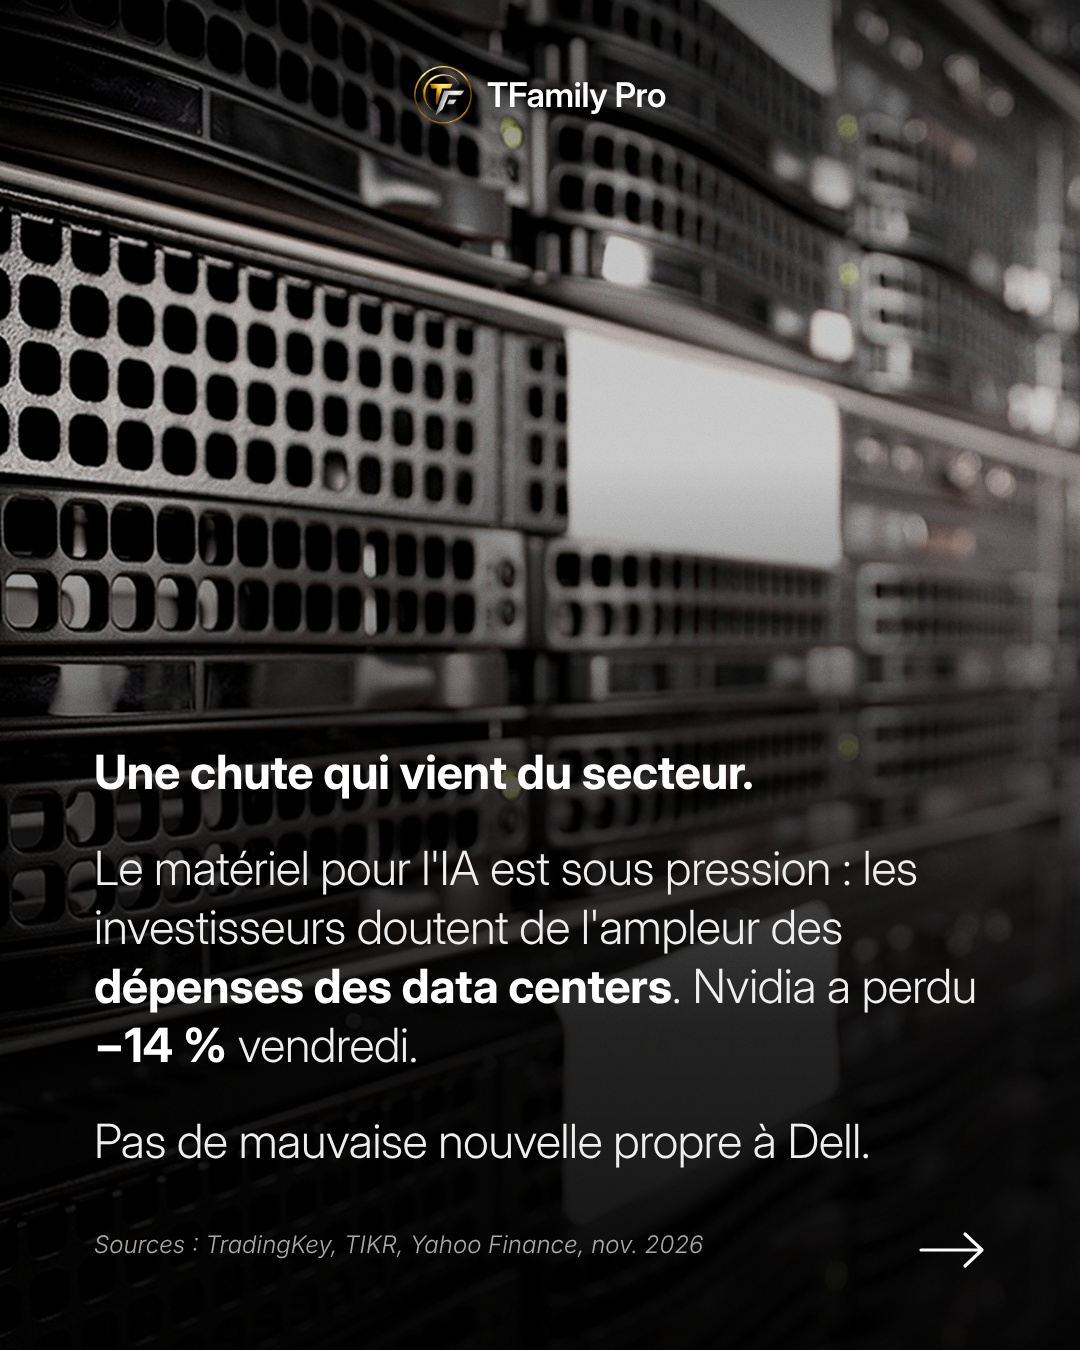 TFamily Pro
Une chute qui vient du secteur.
Le matériel pour l'IA est sous pression : les
investisseurs doutent de l'ampleur des
dépenses des data centers. Nvidia a perdu
–14 % vendredi.
Pas de mauvaise nouvelle propre à Dell.
Sources : TradingKey, TIKR, Yahoo Finance, nov. 2026